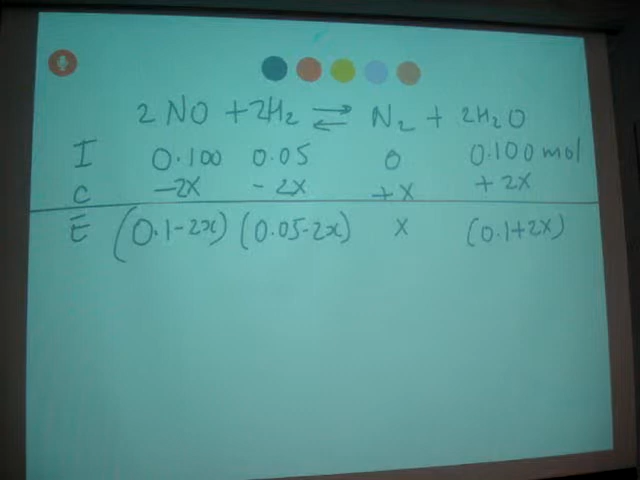 2 NO + 2H₂ ⇌ N₂ + 2H₂O
I 0.100 0.05 0 0.100 mol
C -2X -2X +X +2X
E (0.1-2x) (0.05-2x) X (0.1+2X)